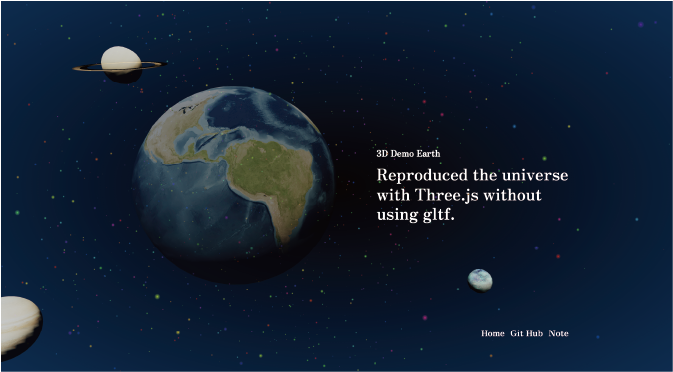 3D Demo Earth
Reproduced the universe
with Three.js without
using gltf.
Home Git Hub Note